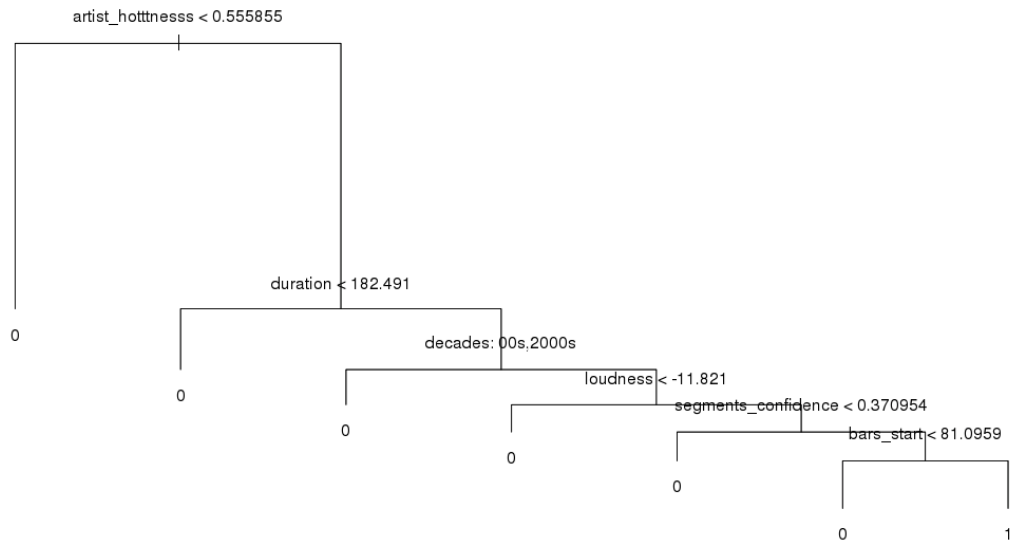 artist_hotttnesss < 0.555855
duration < 182.491
0
decades: 00s,2000s
loudness < -11.821
0
segments_confidence < 0.370954
0
bars_start < 81.0959
0
0
0
1